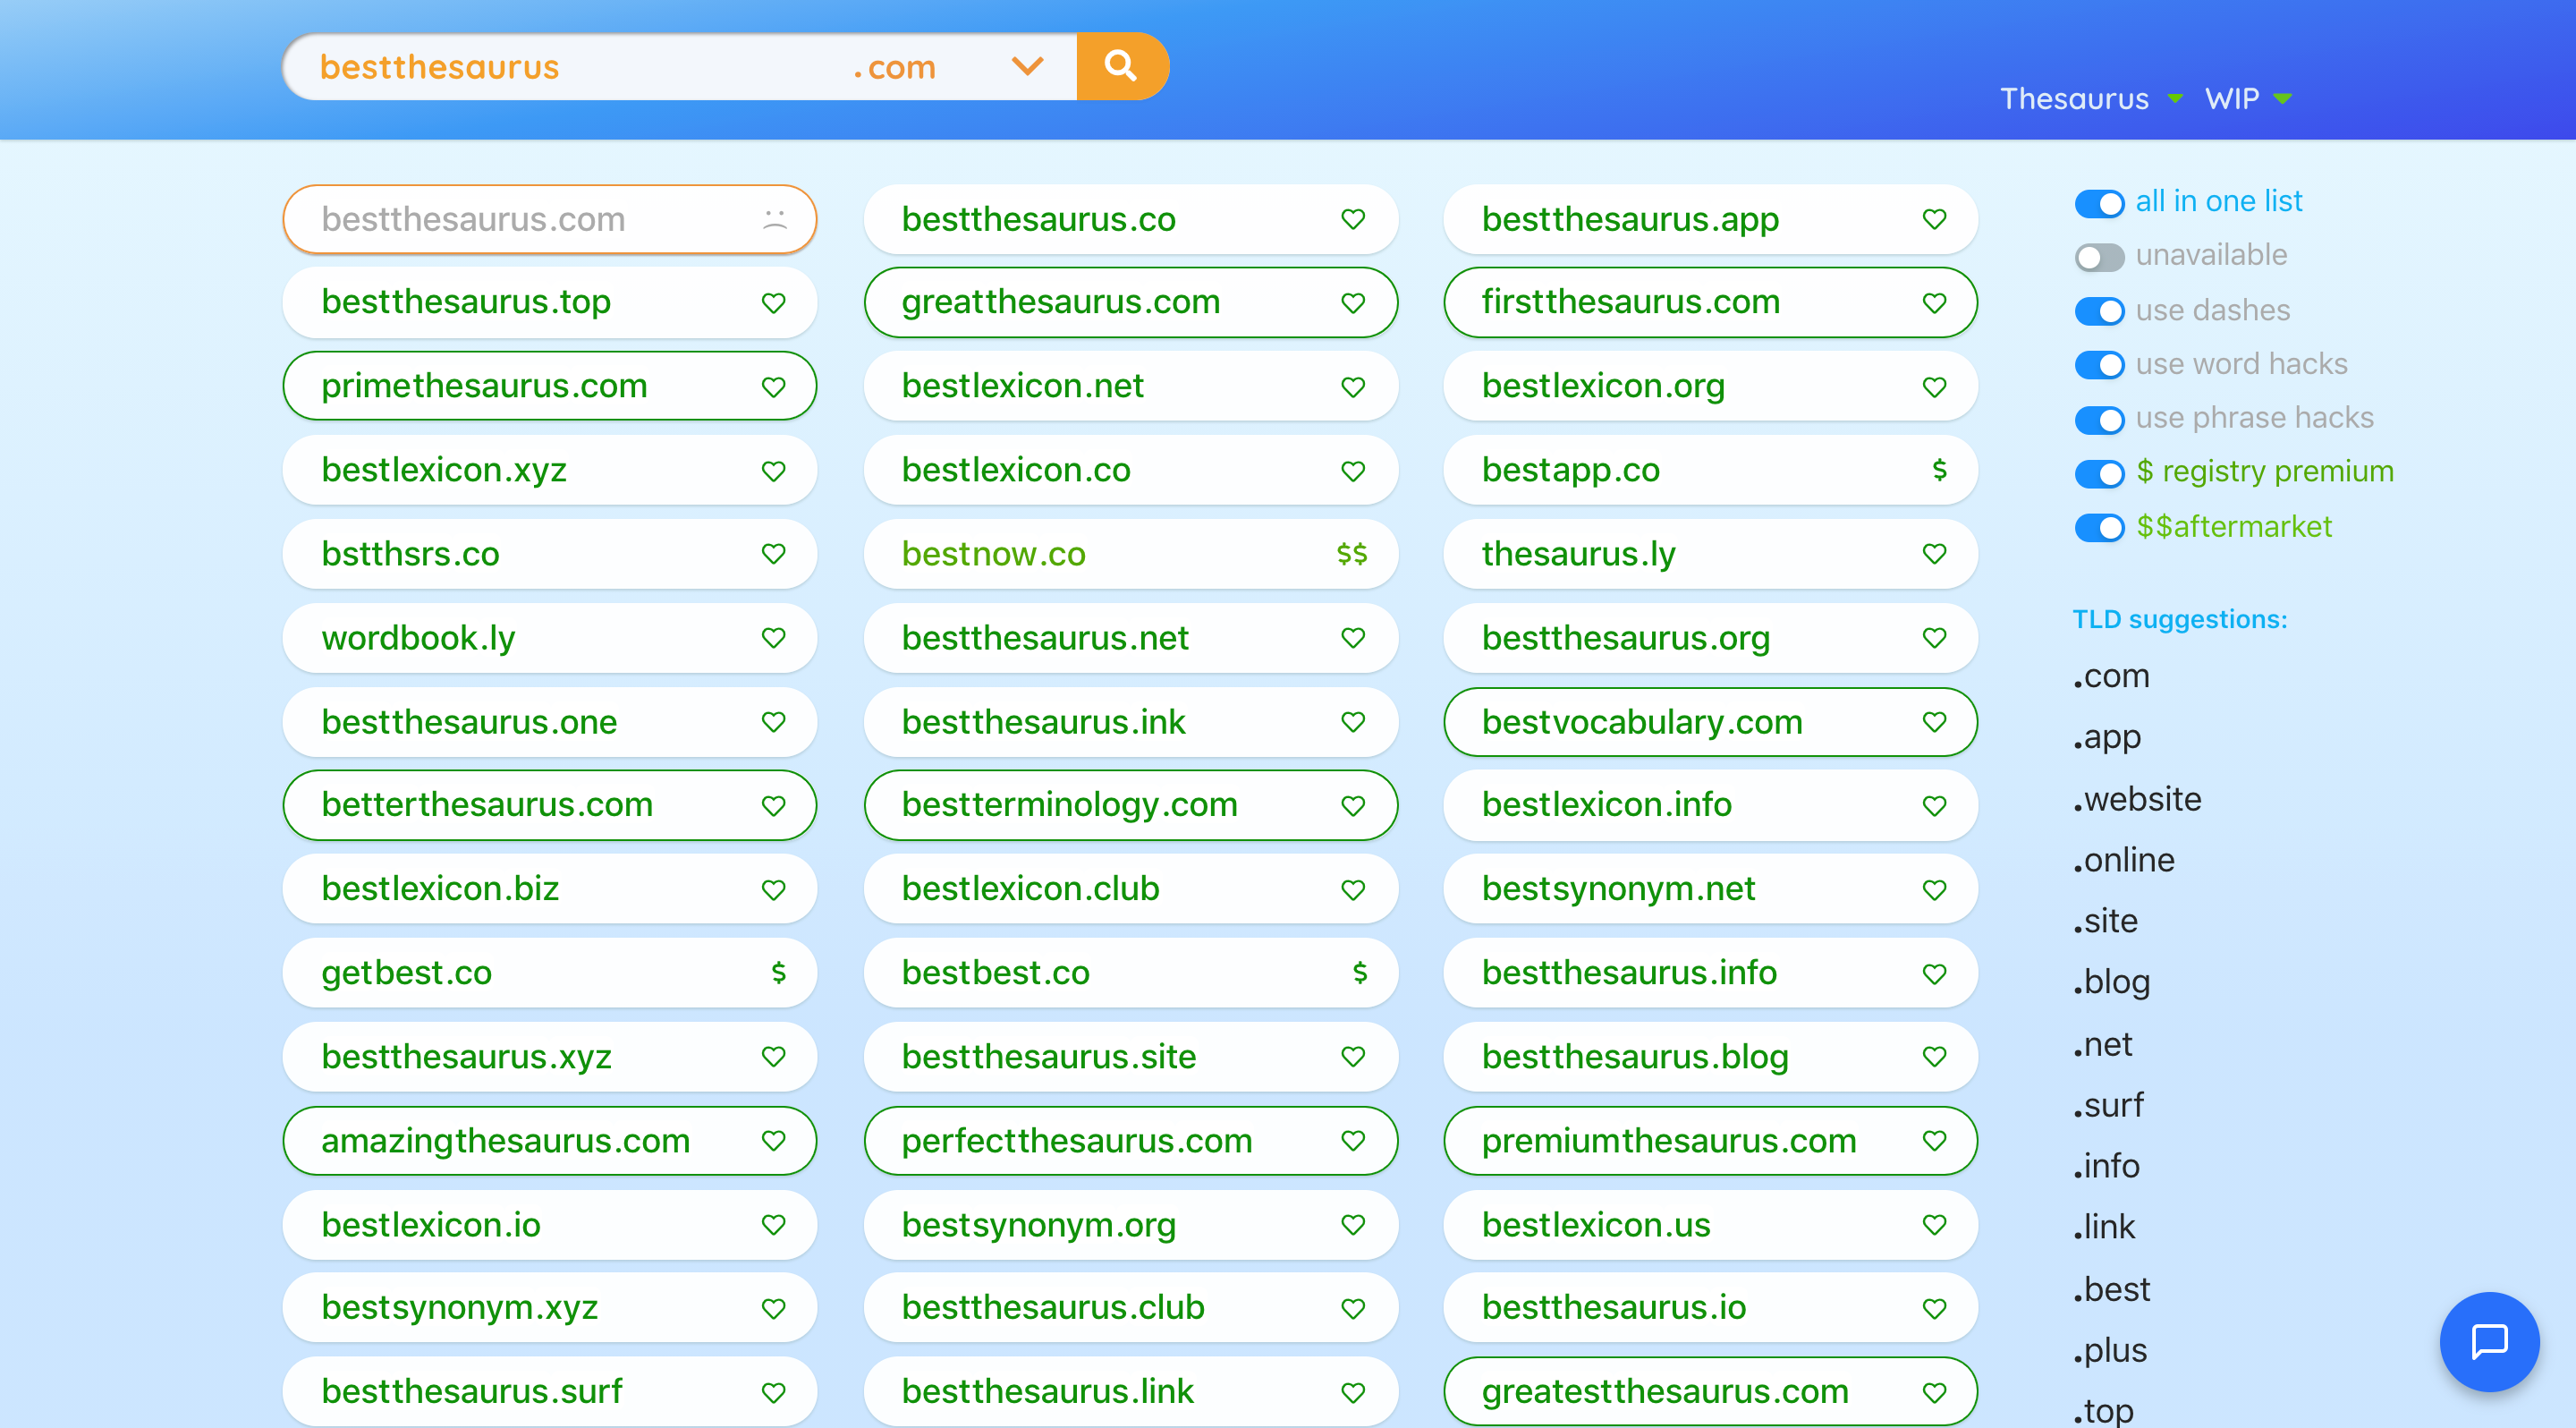 bestthesaurus .com
Thesaurus WIP
bestthesaurus.com bestthesaurus.co bestthesaurus.app
bestthesaurus.top greatthesaurus.com firstthesaurus.com
primethesaurus.com bestlexicon.net bestlexicon.org
bestlexicon.xyz bestlexicon.co bestapp.co $
bstthsrs.co bestnow.co $$ thesaurus.ly
wordbook.ly bestthesaurus.net bestthesaurus.org
bestthesaurus.one bestthesaurus.ink bestvocabulary.com
betterthesaurus.com bestterminology.com bestlexicon.info
bestlexicon.biz bestlexicon.club bestsynonym.net
getbest.co $ bestbest.co $ bestthesaurus.info
bestthesaurus.xyz bestthesaurus.site bestthesaurus.blog
amazingthesaurus.com perfectthesaurus.com premiumthesaurus.com
bestlexicon.io bestsynonym.org bestlexicon.us
bestsynonym.xyz bestthesaurus.club bestthesaurus.io
bestthesaurus.surf bestthesaurus.link greatestthesaurus.com
all in one list
unavailable
use dashes
use word hacks
use phrase hacks
$ registry premium
$$aftermarket
TLD suggestions:
.com
.app
.website
.online
.site
.blog
.net
.surf
.info
.link
.best
.plus
.top